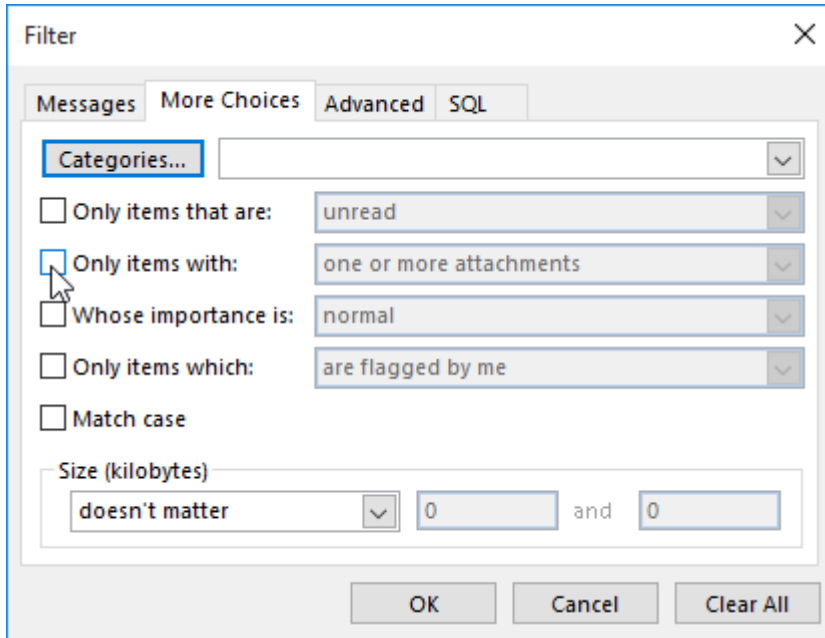 Filter
Messages More Choices Advanced SQL
Categories...
Only items that are: unread
Only items with: one or more attachments
Whose importance is: normal
Only items which: are flagged by me
Match case
Size (kilobytes)
doesn't matter 0 and 0
OK Cancel Clear All